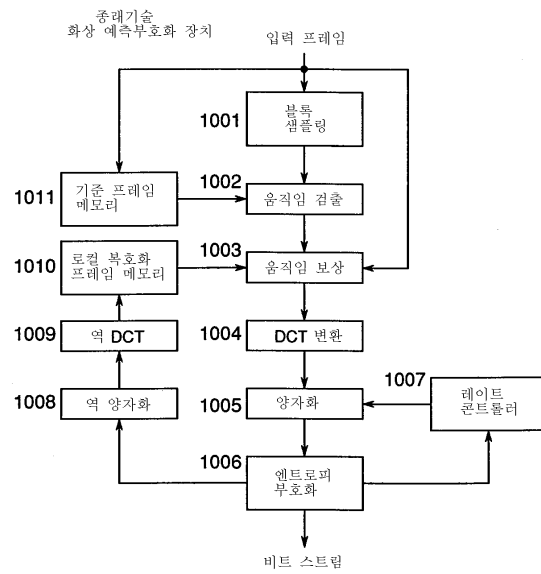 종래기술
화상 예측부호화 장치
입력 프레임
1001
블록
샘플링
1002
움직임 검출
1011
기준 프레임
메모리
1003
움직임 보상
1010
로컬 복호화
프레임 메모리
1004
DCT 변환
1009
역 DCT
1005
양자화
1007
레이트
콘트롤러
1008
역 양자화
1006
엔트로피
부호화
비트 스트림